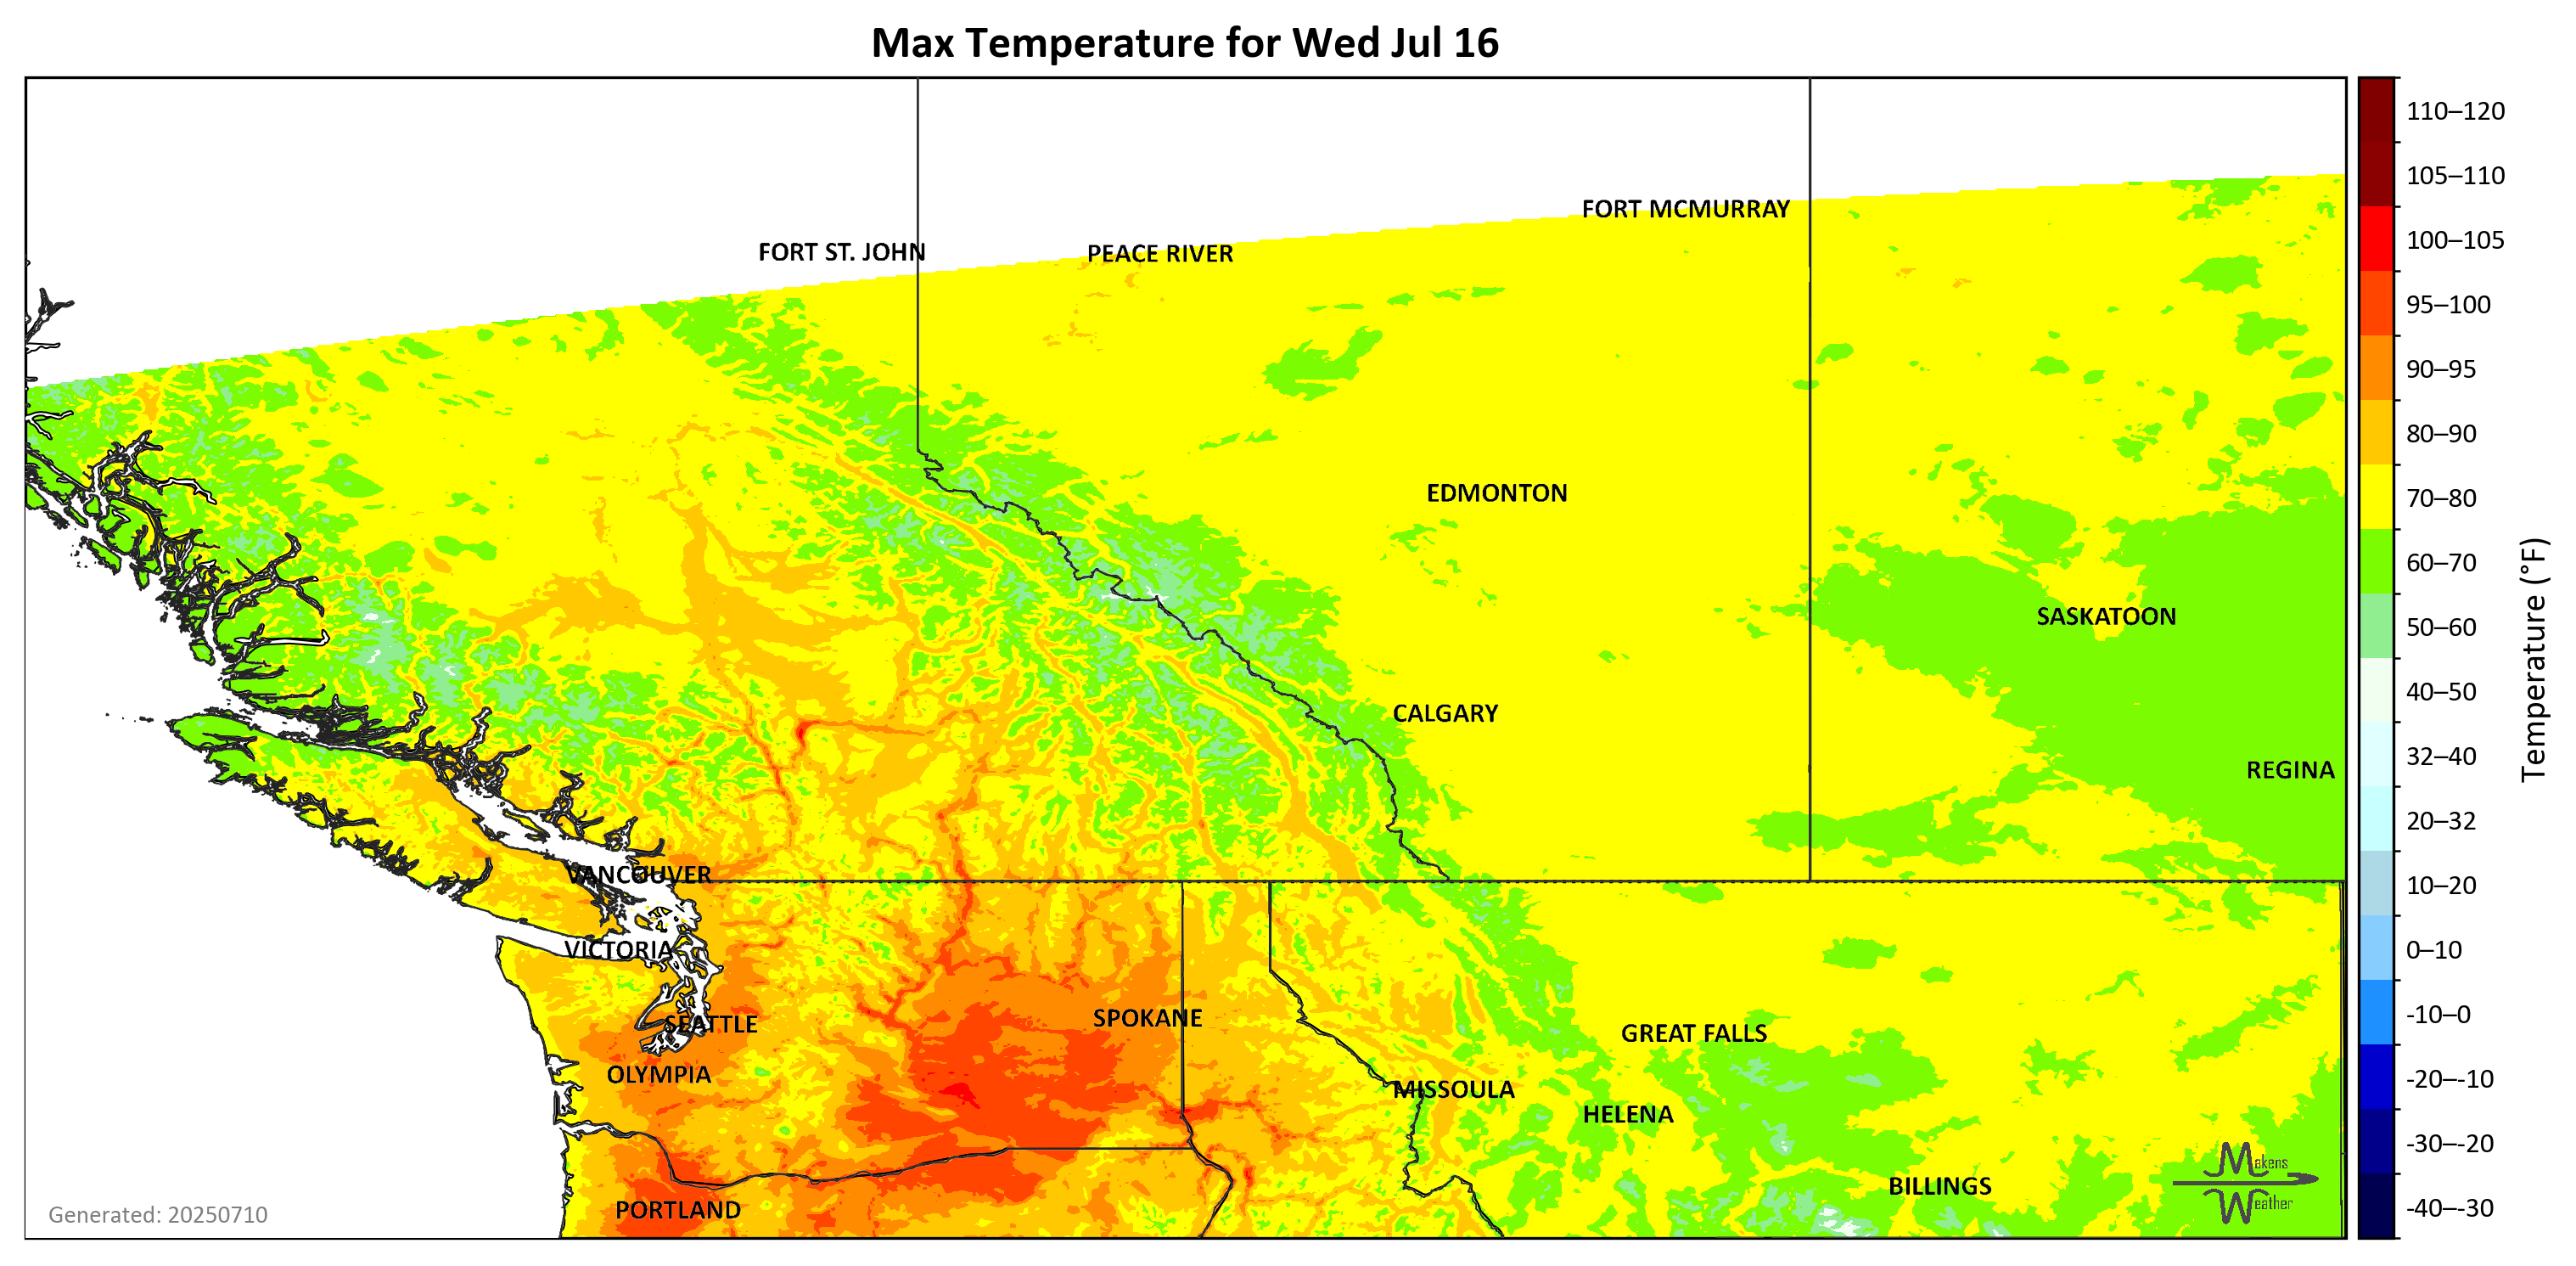 Max Temperature for Wed Jul 16
FORT MCMURRAY
FORT ST. JOHN
PEACE RIVER
EDMONTON
SASKATOON
CALGARY
REGINA
VANCOUVER
VICTORIA
SPOKANE
SEATTLE
GREAT FALLS
OLYMPIA
MISSOULA
HELENA
BILLINGS
PORTLAND
Generated: 20250710
Makens
Weather
110–120
105–110
100–105
95–100
90–95
80–90
70–80
60–70
50–60
40–50
32–40
20–32
10–20
0–10
-10–0
-20–-10
-30–-20
-40–-30
Temperature (°F)